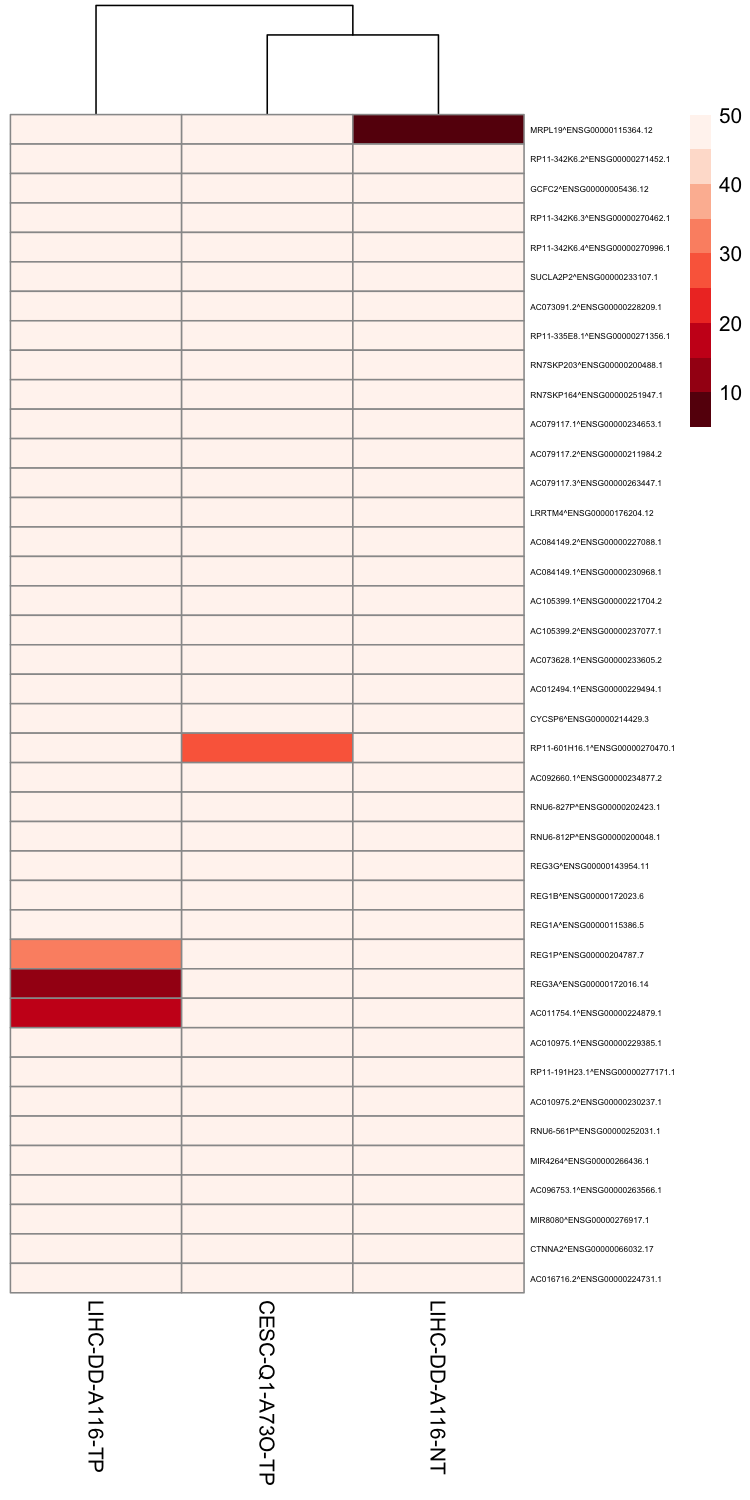 50
40
30
20
10
MRPL19^ENSG00000115364.12
RP11-342K6.2^ENSG00000271452.1
GCFC2^ENSG00000005436.12
RP11-342K6.3^ENSG00000270462.1
RP11-342K6.4^ENSG00000270996.1
SUCLA2P2^ENSG00000233107.1
AC073091.2^ENSG00000228209.1
RP11-335E8.1^ENSG00000271356.1
RN7SKP203^ENSG00000200488.1
RN7SKP164^ENSG00000251947.1
AC079117.1^ENSG00000234653.1
AC079117.2^ENSG00000211984.2
AC079117.3^ENSG00000263447.1
LRRTM4^ENSG00000176204.12
AC084149.2^ENSG00000227088.1
AC084149.1^ENSG00000230968.1
AC105399.1^ENSG00000221704.2
AC105399.2^ENSG00000237077.1
AC073628.1^ENSG00000233605.2
AC012494.1^ENSG00000229494.1
CYCSP6^ENSG00000214429.3
RP11-601H16.1^ENSG00000270470.1
AC092660.1^ENSG00000234877.2
RNU6-827P^ENSG00000202423.1
RNU6-812P^ENSG00000200048.1
REG3G^ENSG00000143954.11
REG1B^ENSG00000172023.6
REG1A^ENSG00000115386.5
REG1P^ENSG00000204787.7
REG3A^ENSG00000172016.14
AC011754.1^ENSG00000224879.1
AC010975.1^ENSG00000229385.1
RP11-191H23.1^ENSG00000277171.1
AC010975.2^ENSG00000230237.1
RNU6-561P^ENSG00000252031.1
MIR4264^ENSG00000266436.1
AC096753.1^ENSG00000263566.1
MIR8080^ENSG00000276917.1
CTNNA2^ENSG00000066032.17
AC016716.2^ENSG00000224731.1
LIHC-DD-A116-TP
CESC-Q1-A73O-TP
LIHC-DD-A116-NT